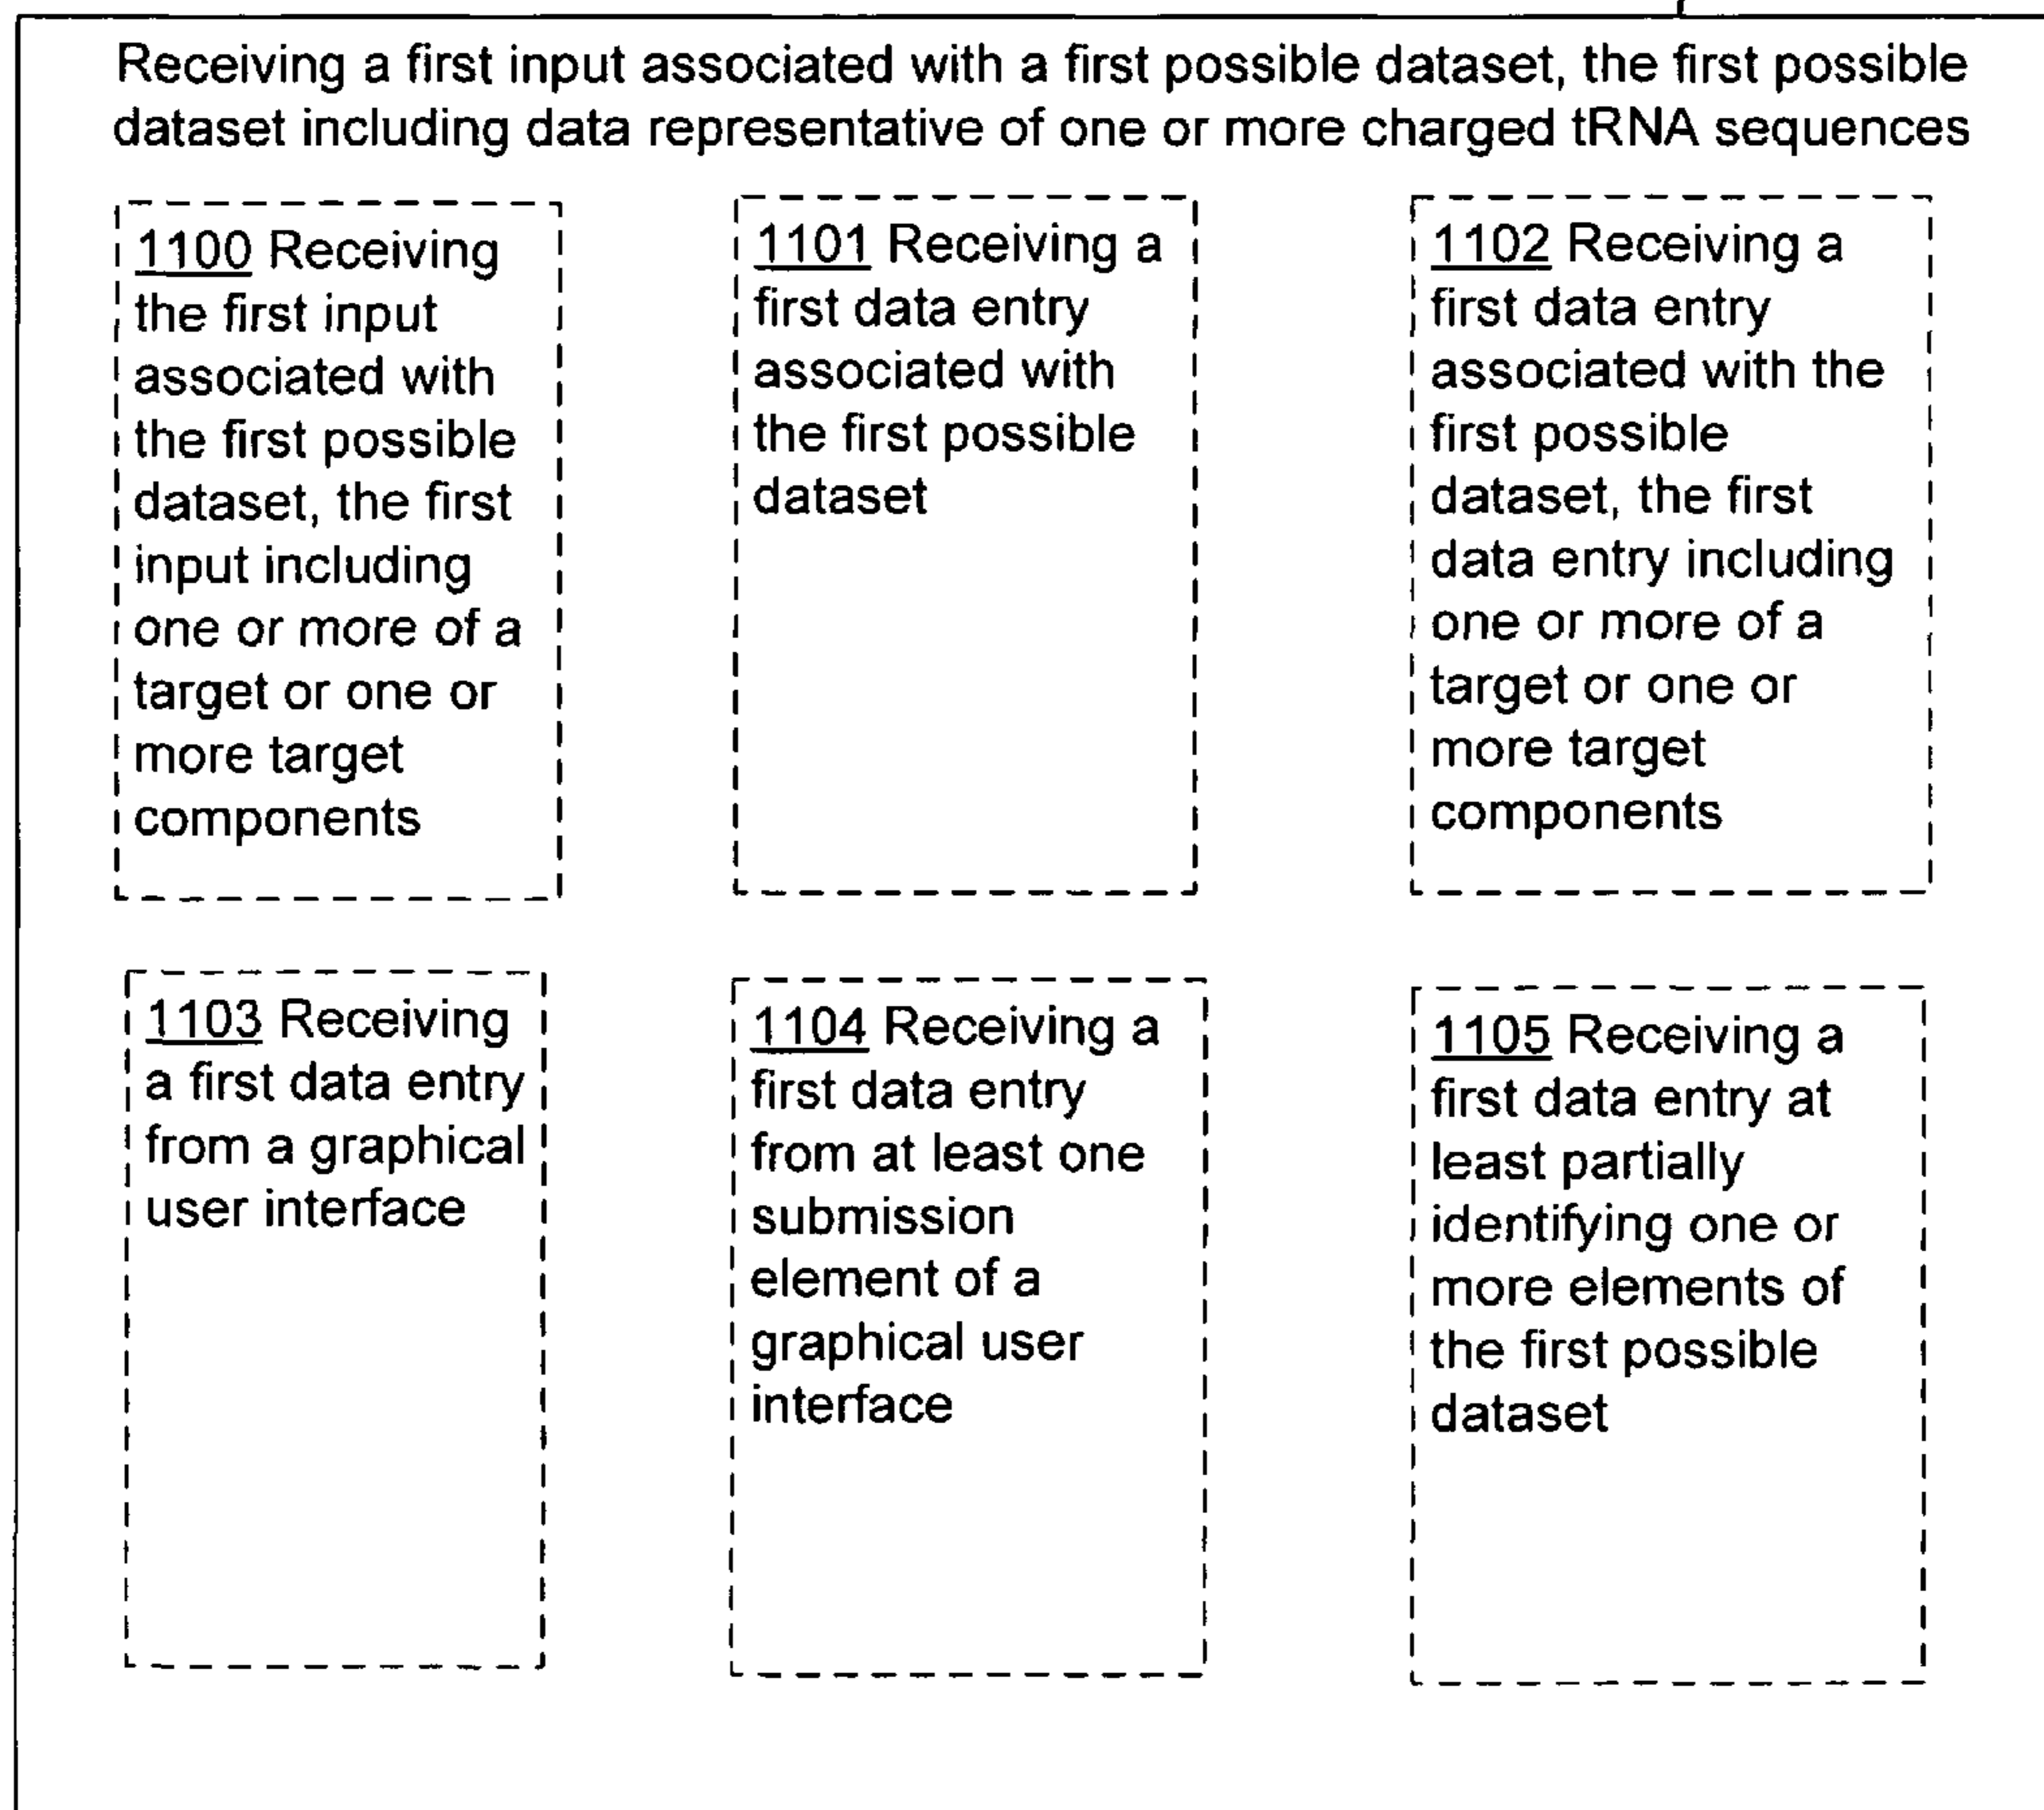 Receiving a first input associated with a first possible dataset, the first possible
dataset including data representative of one or more charged tRNA sequences
1100 Receiving
the first input
associated with
the first possible
dataset, the first
input including
one or more of a
target or one or
more target
components
1101 Receiving a
first data entry
associated with
the first possible
dataset
1102 Receiving a
first data entry
associated with the
first possible
dataset, the first
data entry including
one or more of a
target or one or
more target
components
1103 Receiving
a first data entry
from a graphical
user interface
1104 Receiving a
first data entry
from at least one
submission
element of a
graphical user
interface
1105 Receiving a
first data entry at
least partially
identifying one or
more elements of
the first possible
dataset